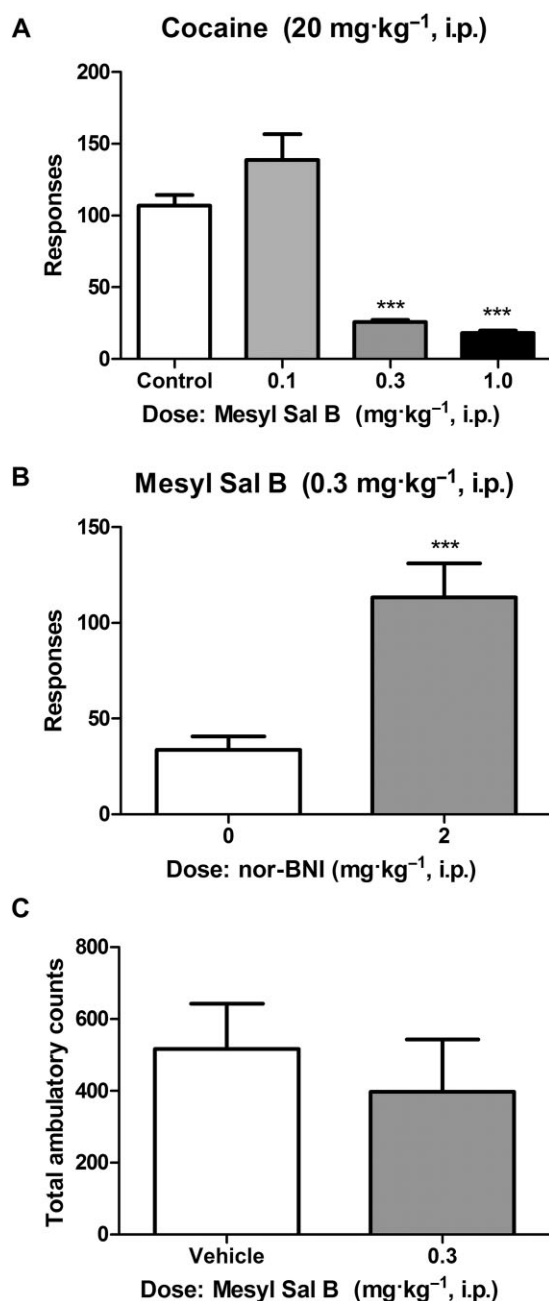 A
Cocaine (20 mg·kg⁻¹, i.p.)
200
150
100
50
0
Responses
***
***
Control 0.1 0.3 1.0
Dose: Mesyl Sal B (mg·kg⁻¹, i.p.)
B
Mesyl Sal B (0.3 mg·kg⁻¹, i.p.)
150
100
50
0
Responses
***
0 2
Dose: nor-BNI (mg·kg⁻¹, i.p.)
C
800
600
400
200
0
Total ambulatory counts
Vehicle 0.3
Dose: Mesyl Sal B (mg·kg⁻¹, i.p.)